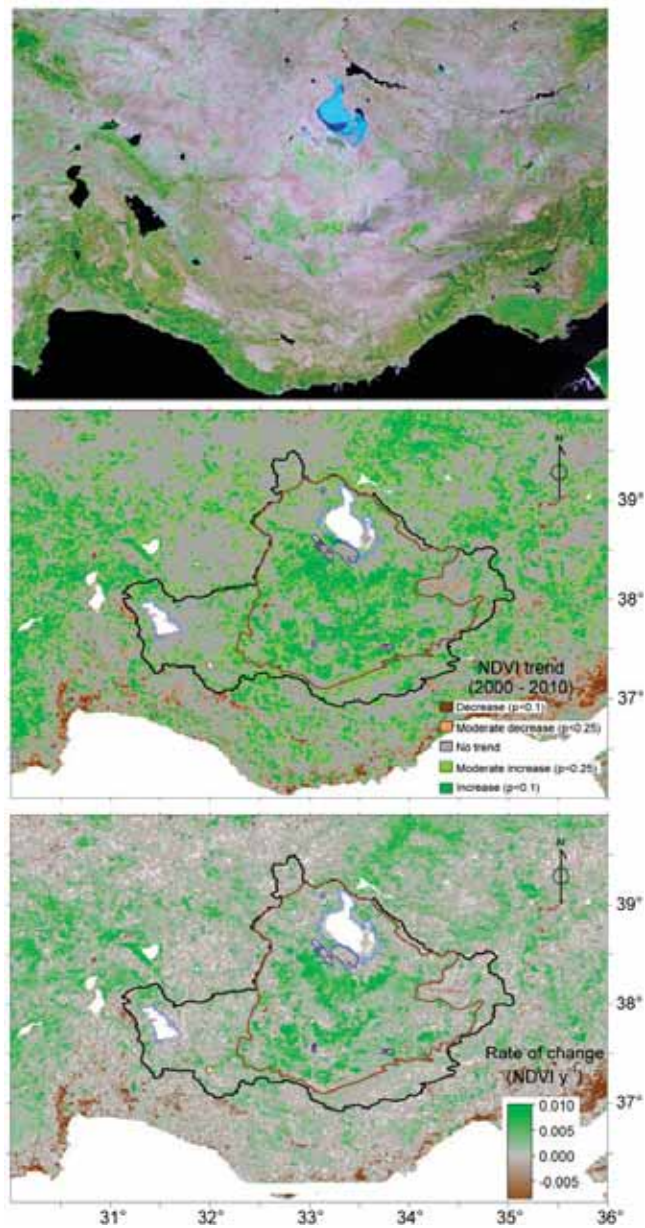 N
39°
38°
NDVI trend
(2000 - 2010)
37°
Decrease (p<0.1)
Moderate decrease (p<0.25)
No trend
Moderate increase (p<0.25)
Increase (p<0.1)
N
39°
38°
Rate of change
(NDVI y⁻¹)
37°
0.010
0.005
0.000
-0.005
31° 32° 33° 34° 35° 36°